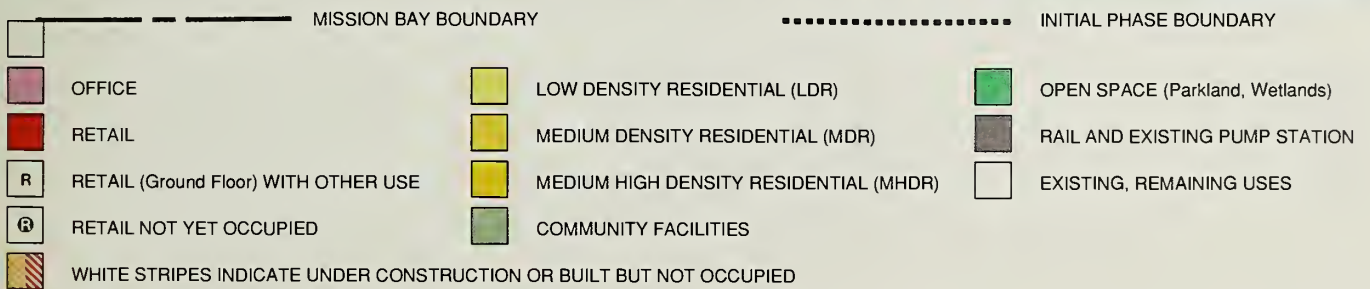 MISSION BAY BOUNDARY
INITIAL PHASE BOUNDARY
OFFICE
LOW DENSITY RESIDENTIAL (LDR)
OPEN SPACE (Parkland, Wetlands)
RETAIL
MEDIUM DENSITY RESIDENTIAL (MDR)
RAIL AND EXISTING PUMP STATION
R RETAIL (Ground Floor) WITH OTHER USE
MEDIUM HIGH DENSITY RESIDENTIAL (MHDR)
EXISTING, REMAINING USES
Ⓡ RETAIL NOT YET OCCUPIED
COMMUNITY FACILITIES
WHITE STRIPES INDICATE UNDER CONSTRUCTION OR BUILT BUT NOT OCCUPIED